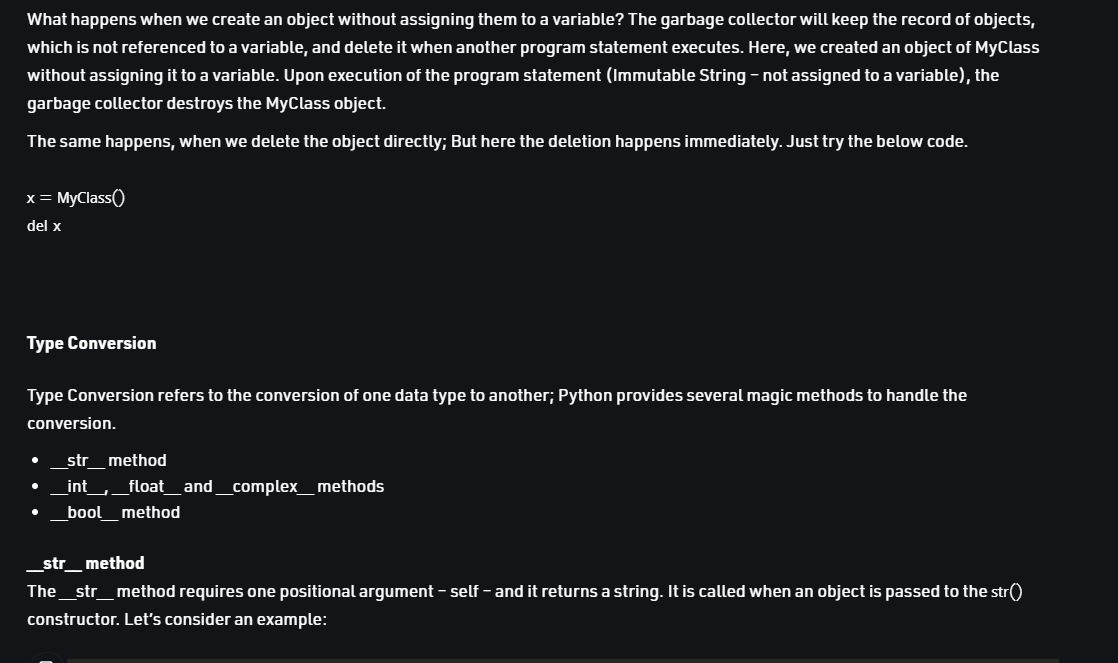 What happens when we create an object without assigning them to a variable? The garbage collector will keep the record of objects,
which is not referenced to a variable, and delete it when another program statement executes. Here, we created an object of MyClass
without assigning it to a variable. Upon execution of the program statement (Immutable String – not assigned to a variable), the
garbage collector destroys the MyClass object.
The same happens, when we delete the object directly; But here the deletion happens immediately. Just try the below code.
x = MyClass()
del x
Type Conversion
Type Conversion refers to the conversion of one data type to another; Python provides several magic methods to handle the
conversion.
• __str__ method
• __int__, __float__ and __complex__ methods
• __bool__ method
__str__ method
The __str__ method requires one positional argument – self – and it returns a string. It is called when an object is passed to the str()
constructor. Let's consider an example: